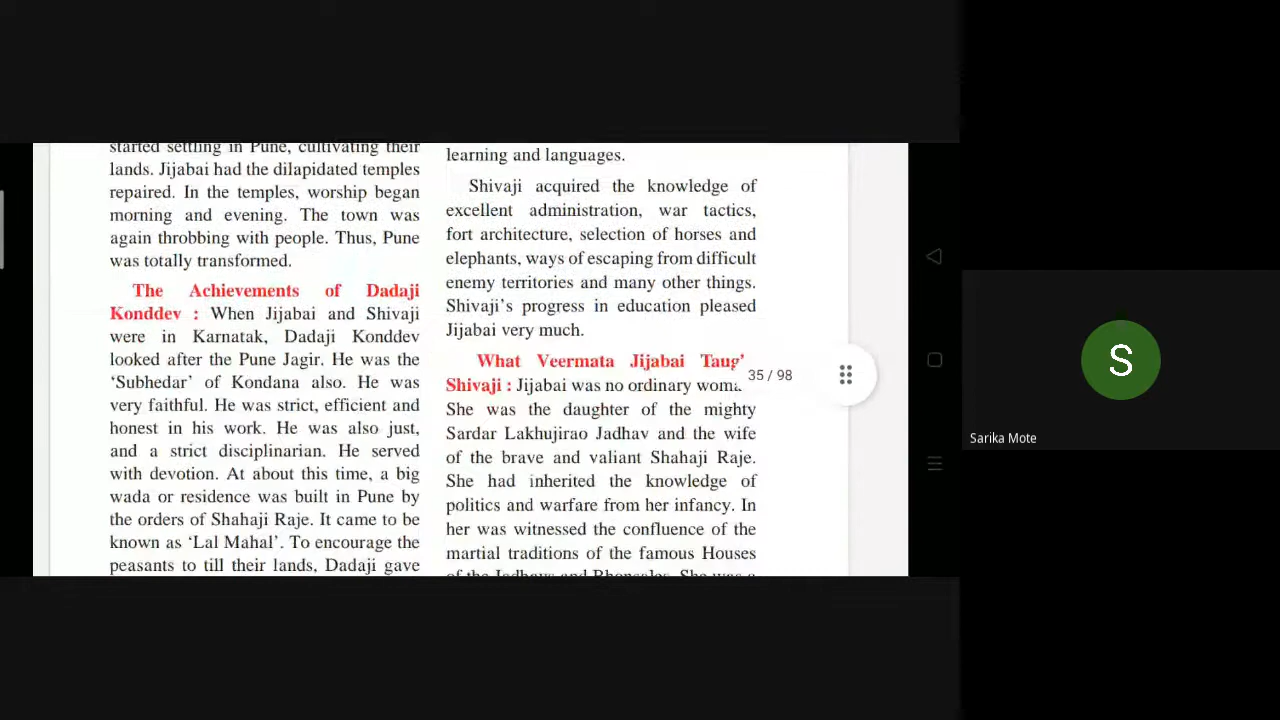 started settling in Pune, cultivating their
lands. Jijabai had the dilapidated temples
repaired. In the temples, worship began
morning and evening. The town was
again throbbing with people. Thus, Pune
was totally transformed.
The Achievements of Dadaji
Konddev : When Jijabai and Shivaji
were in Karnatak, Dadaji Konddev
looked after the Pune Jagir. He was the
‘Subhedar’ of Kondana also. He was
very faithful. He was strict, efficient and
honest in his work. He was also just,
and a strict disciplinarian. He served
with devotion. At about this time, a big
wada or residence was built in Pune by
the orders of Shahaji Raje. It came to be
known as ‘Lal Mahal’. To encourage the
peasants to till their lands, Dadaji gave
learning and languages.
Shivaji acquired the knowledge of
excellent administration, war tactics,
fort architecture, selection of horses and
elephants, ways of escaping from difficult
enemy territories and many other things.
Shivaji’s progress in education pleased
Jijabai very much.
What Veermata Jijabai
Shivaji : Jijabai was no ordinary
She was the daughter of the mighty
Sardar Lakhujirao Jadhav and the wife
of the brave and valiant Shahaji Raje.
She had inherited the knowledge of
politics and warfare from her infancy. In
her was witnessed the confluence of the
martial traditions of the famous Houses
of the Jadhavs and Bhonsales. She was a
35 / 98
S
Sarika Mote